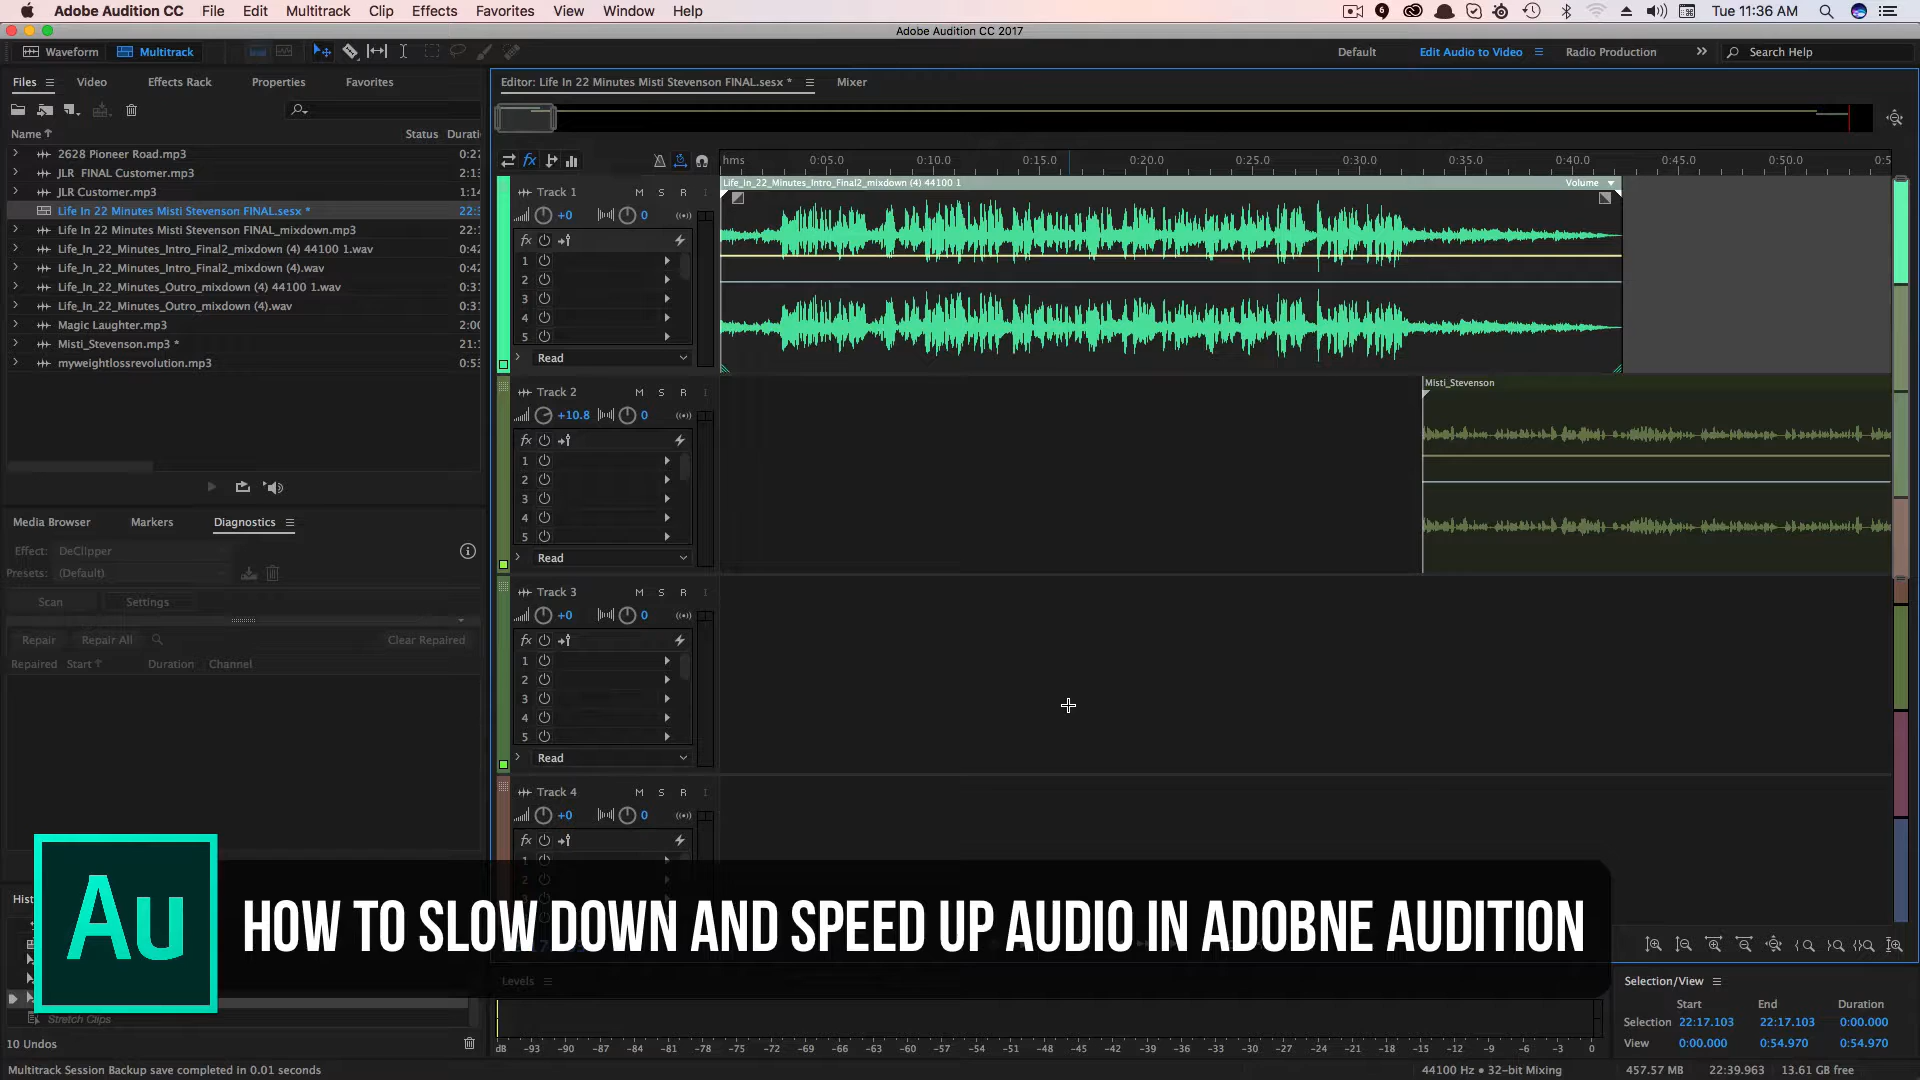 Adobe Audition CC File Edit Multitrack Clip Effects Favorites View Window Help 6 Tue 11:36 AM
Adobe Audition CC 2017
Waveform Multitrack Default Edit Audio to Video Radio Production Search Help
Files Video Effects Rack Properties Favorites
Editor: Life In 22 Minutes Misti Stevenson FINAL.sesx * Mixer
Name Status Durati
2628 Pioneer Road.mp3 0:27
JLR FINAL Customer.mp3 2:13
JLR Customer.mp3 1:14
Life In 22 Minutes Misti Stevenson FINAL.sesx * 22:3
Life In 22 Minutes Misti Stevenson FINAL_mixdown.mp3 22:1
Life_In_22_Minutes_Intro_Final2_mixdown (4) 44100 1.wav 0:42
Life_In_22_Minutes_Intro_Final2_mixdown (4).wav 0:42
Life_In_22_Minutes_Outro_mixdown (4) 44100 1.wav 0:31
Life_In_22_Minutes_Outro_mixdown (4).wav 0:31
Magic Laughter.mp3 2:00
Misti_Stevenson.mp3 * 21:1
myweightlossrevolution.mp3 0:53
Media Browser Markers Diagnostics
Effect: DeClipper
Presets: (Default)
Scan Settings
Repair Repair All Clear Repaired
Repaired Start Duration Channel
fx hms 0:05.0 0:10.0 0:15.0 0:20.0 0:25.0 0:30.0 0:35.0 0:40.0 0:45.0 0:50.0 0:5
Life_In_22_Minutes_Intro_Final2_mixdown (4) 44100 1 Volume
Track 1 M S R I
+0 0
fx
1
2
3
4
5
Read
Misti_Stevenson
Track 2 M S R I
+10.8 0
fx
1
2
3
4
5
Read
Track 3 M S R I
+0 0
fx
1
2
3
4
5
Read
Track 4 M S R I
+0 0
fx
1
2
Hist
Au
HOW TO SLOW DOWN AND SPEED UP AUDIO IN ADOBNE AUDITION
Stretch Clips
10 Undos
Levels
dB -93 -90 -87 -84 -81 -78 -75 -72 -69 -66 -63 -60 -57 -54 -51 -48 -45 -42 -39 -36 -33 -30 -27 -24 -21 -18 -15 -12 -9 -6 -3 0
Selection/View
Start End Duration
Selection 22:17.103 22:17.103 0:00.000
View 0:00.000 0:54.970 0:54.970
Multitrack Session Backup save completed in 0.01 seconds
44100 Hz • 32-bit Mixing 457.57 MB 22:39.963 13.61 GB free